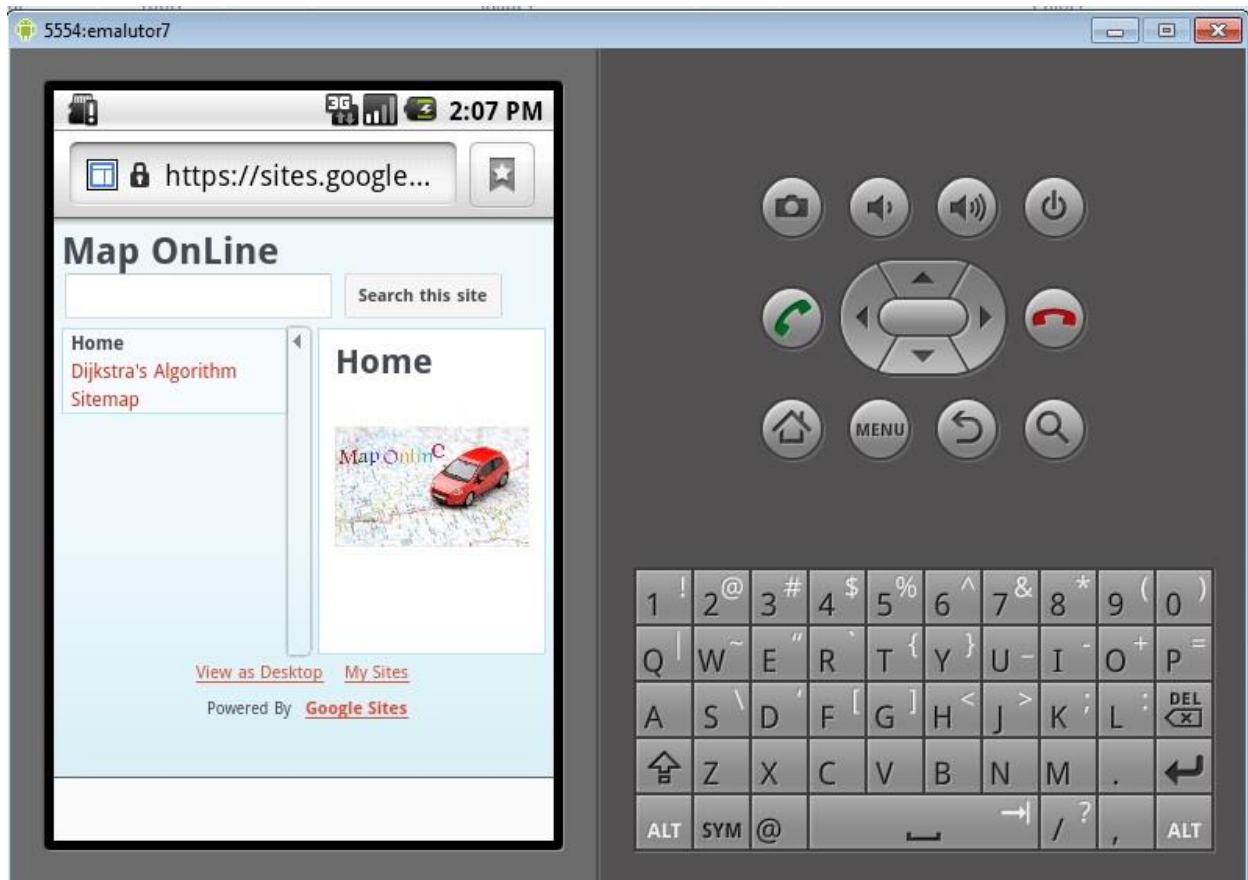 5554:emalutor7
3G 2:07 PM
https://sites.google...
Map OnLine
Search this site
Home
Dijkstra's Algorithm
Sitemap
Home
Map OnlinC
View as Desktop My Sites
Powered By Google Sites
MENU
1 ! 2 @ 3 # 4 $ 5 % 6 ^ 7 & 8 * 9 ( 0 )
Q | W ~ E " R ` T { Y } U _ I - O + P =
A S \ D ' F [ G ] H < J > K ; L : DEL
Z X C V B N M .
ALT SYM @ / ? , ALT